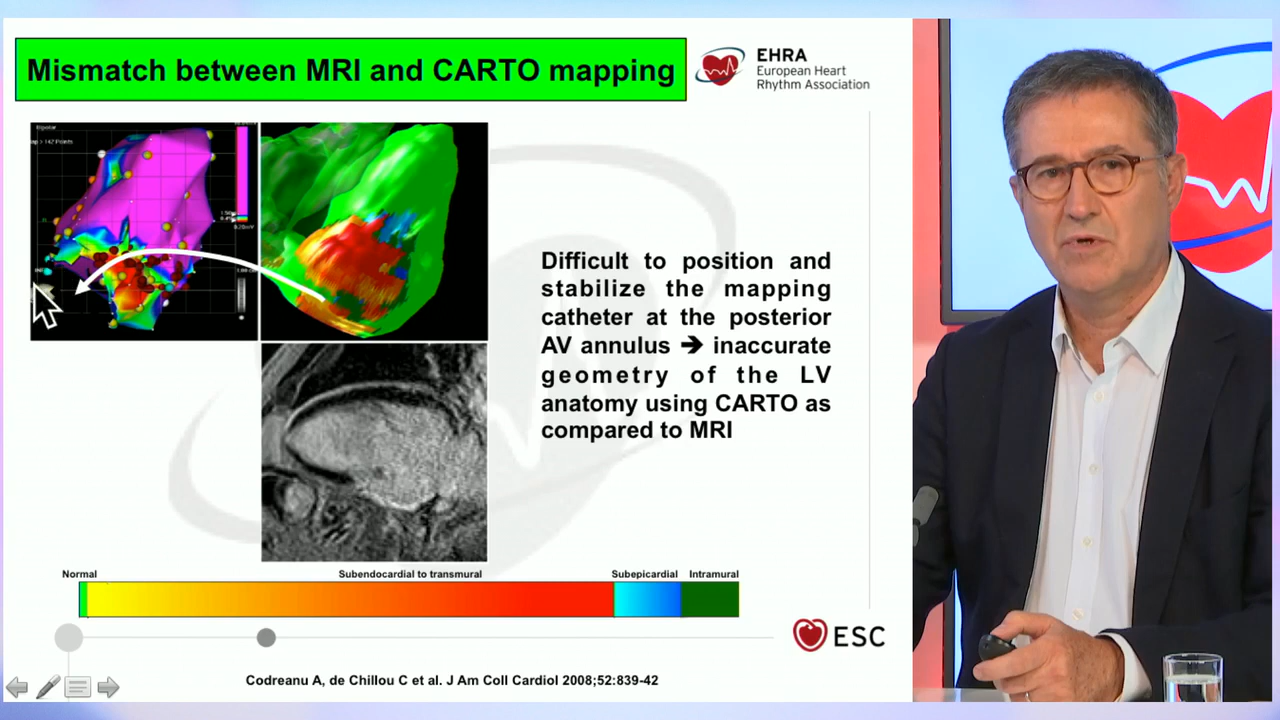 Mismatch between MRI and CARTO mapping
EHRA
European Heart
Rhythm Association
Bipolar
Difficult to position and
stabilize the mapping
catheter at the posterior
AV annulus ➔ inaccurate
geometry of the LV
anatomy using CARTO as
compared to MRI
Normal
Subendocardial to transmural
Subepicardial
Intramural
ESC
Codreanu A, de Chillou C et al. J Am Coll Cardiol 2008;52:839-42